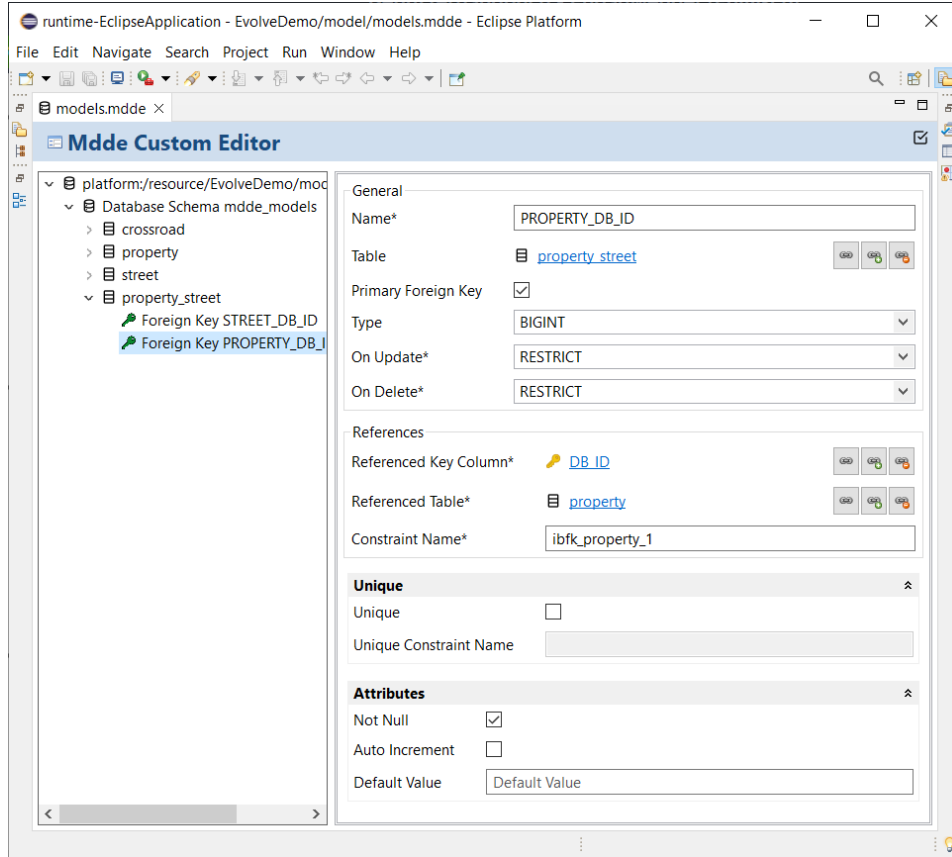 runtime-EclipseApplication - EvolveDemo/model/models.mdde - Eclipse Platform
File Edit Navigate Search Project Run Window Help
models.mdde
Mdde Custom Editor
platform:/resource/EvolveDemo/mod
Database Schema mdde_models
crossroad
property
street
property_street
Foreign Key STREET_DB_ID
Foreign Key PROPERTY_DB_I
General
Name* PROPERTY_DB_ID
Table property_street
Primary Foreign Key
Type BIGINT
On Update* RESTRICT
On Delete* RESTRICT
References
Referenced Key Column* DB_ID
Referenced Table* property
Constraint Name* ibfk_property_1
Unique
Unique
Unique Constraint Name
Attributes
Not Null
Auto Increment
Default Value Default Value